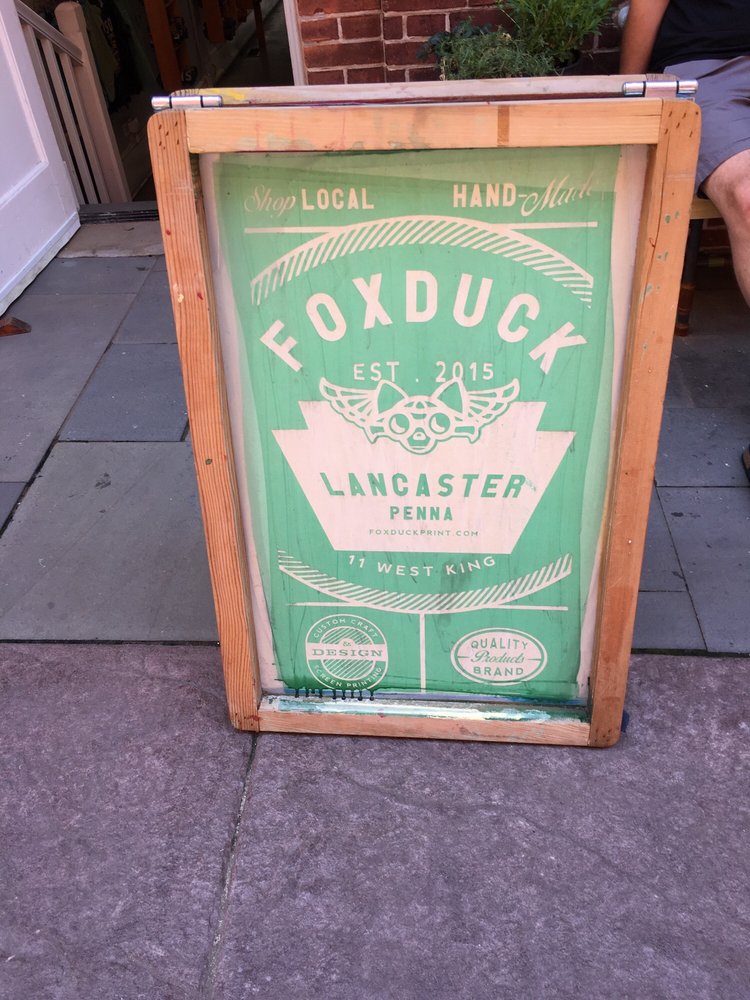 Shop LOCAL HAND-Made
FOXDUCK
EST. 2015
LANCASTER
PENNA
FOXDUCKPRINT.COM
11 WEST KING
CUSTOM CRAFT
&
DESIGN
SCREEN PRINTING
QUALITY
Products
BRAND